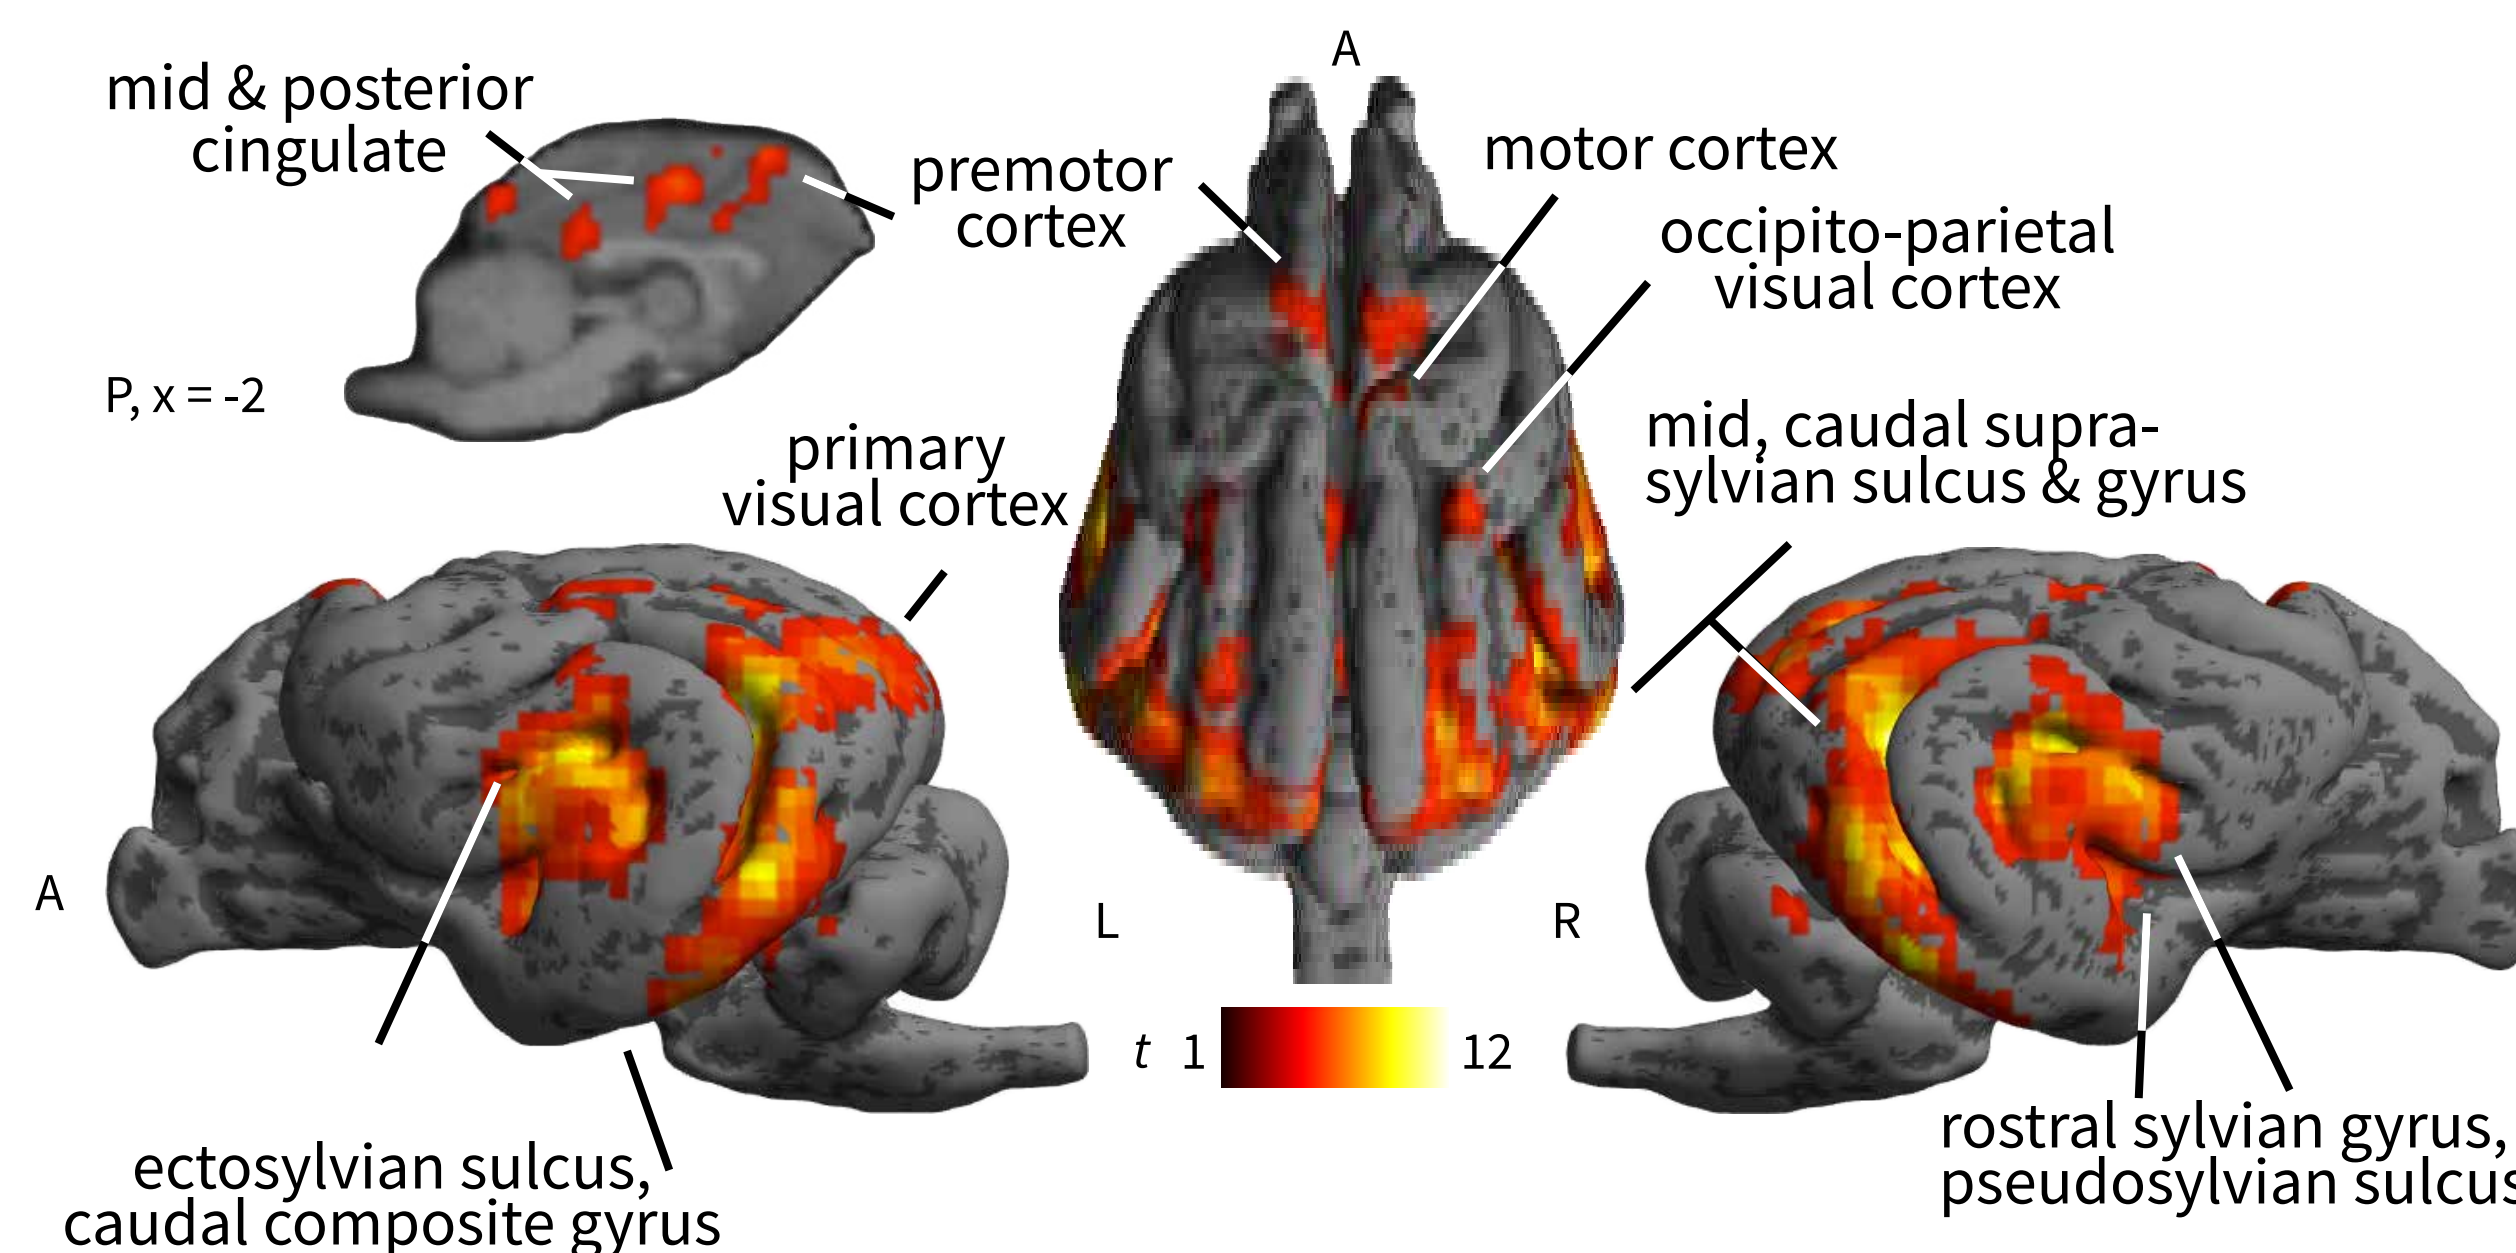 A
mid & posterior
cingulate
premotor
cortex
motor cortex
occipito-parietal
visual cortex
P, x = -2
mid, caudal supra-
sylvian sulcus & gyrus
primary
visual cortex
A
L
R
t 1 12
rostral sylvian gyrus,
pseudosylvian sulcus
ectosylvian sulcus,
caudal composite gyrus